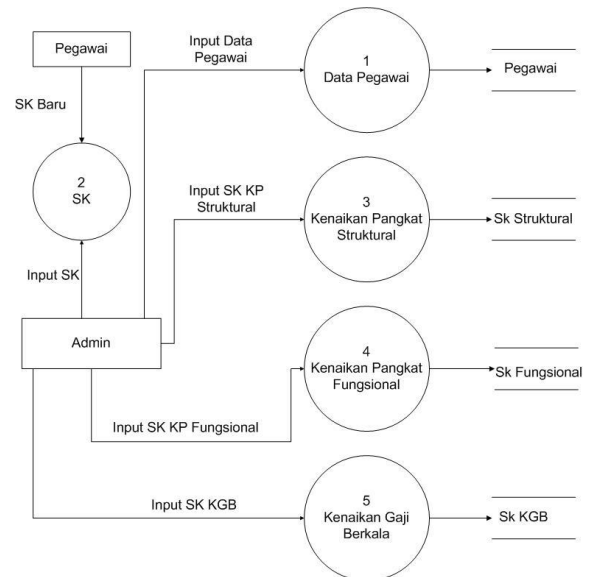 Pegawai
SK Baru
2
SK
Input SK
Admin
Input Data
Pegawai
1
Data Pegawai
Pegawai
Input SK KP
Struktural
3
Kenaikan Pangkat
Struktural
Sk Struktural
Input SK KP Fungsional
4
Kenaikan Pangkat
Fungsional
Sk Fungsional
Input SK KGB
5
Kenaikan Gaji
Berkala
Sk KGB